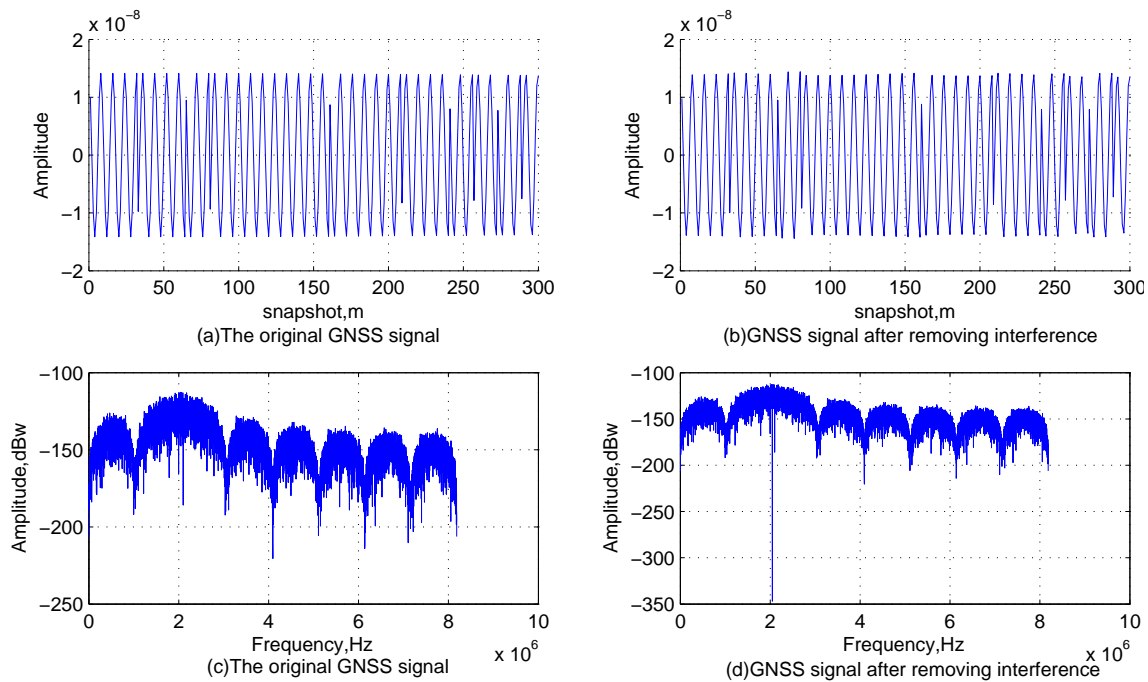 x 10⁻⁸
2
1
0
−1
−2
Amplitude
0 50 100 150 200 250 300
snapshot,m
(a)The original GNSS signal
x 10⁻⁸
2
1
0
−1
−2
Amplitude
0 50 100 150 200 250 300
snapshot,m
(b)GNSS signal after removing interference
−100
−150
−200
−250
Amplitude,dBw
0 2 4 6 8 10
Frequency,Hz
x 10⁶
(c)The original GNSS signal
−100
−150
−200
−250
−300
−350
Amplitude,dBw
0 2 4 6 8 10
Frequency,Hz
x 10⁶
(d)GNSS signal after removing interference